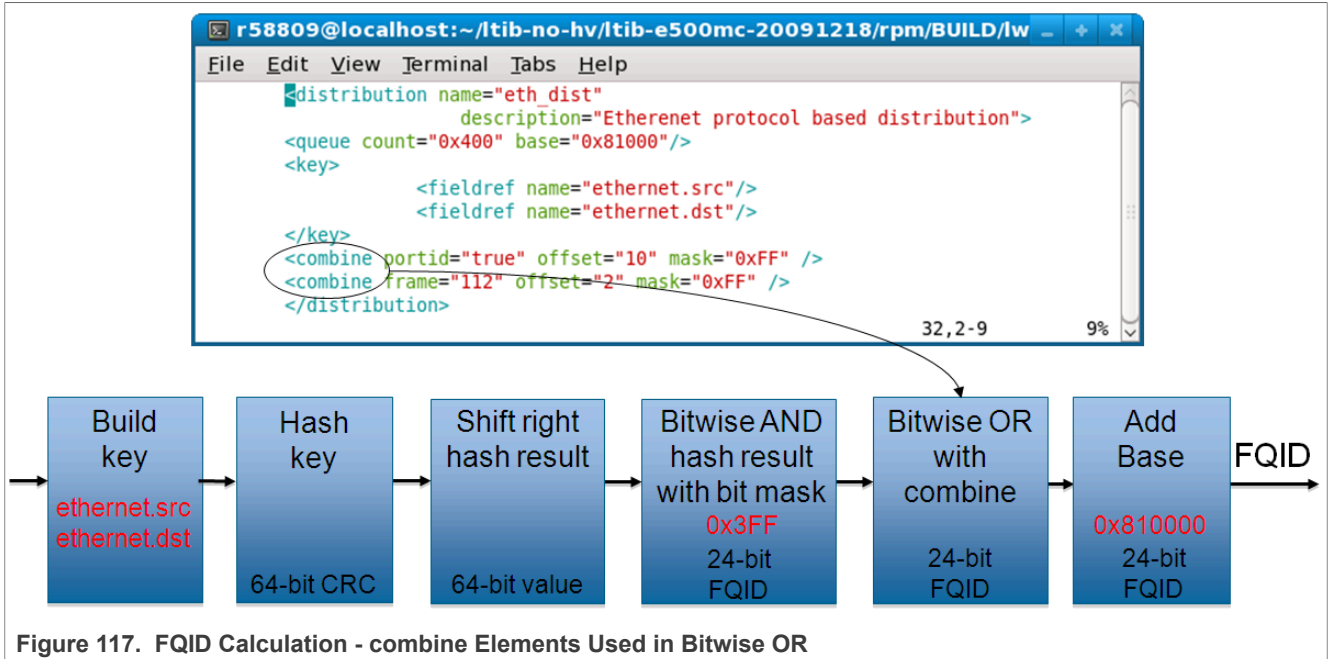 r58809@localhost:~/ltib-no-hv/ltib-e500mc-20091218/rpm/BUILD/lw
File Edit View Terminal Tabs Help
<distribution name="eth_dist"
description="Etherenet protocol based distribution">
<queue count="0x400" base="0x81000"/>
<key>
<fieldref name="ethernet.src"/>
<fieldref name="ethernet.dst"/>
</key>
<combine portid="true" offset="10" mask="0xFF" />
<combine frame="112" offset="2" mask="0xFF" />
</distribution>
32,2-9 9%
Build
key
ethernet.src
ethernet.dst
Hash
key
64-bit CRC
Shift right
hash result
64-bit value
Bitwise AND
hash result
with bit mask
0x3FF
24-bit
FQID
Bitwise OR
with
combine
24-bit
FQID
Add
Base
0x810000
24-bit
FQID
FQID
Figure 117. FQID Calculation - combine Elements Used in Bitwise OR